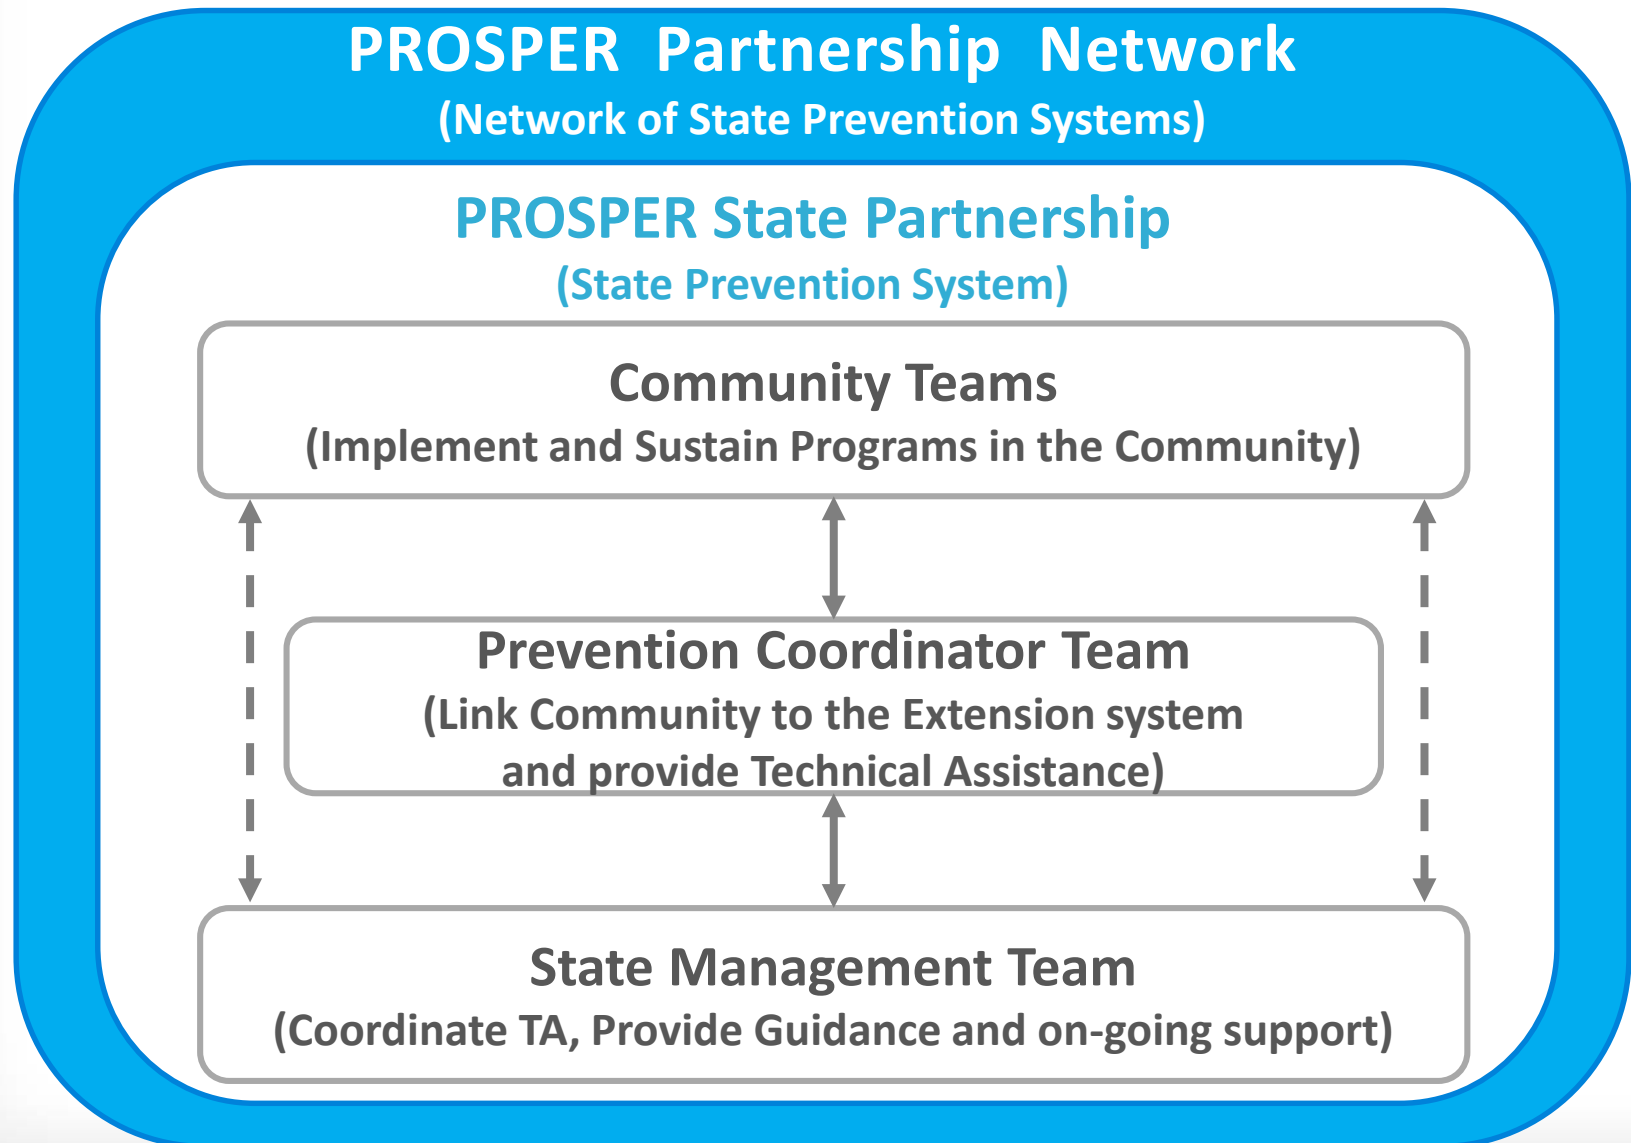 PROSPER Partnership Network
(Network of State Prevention Systems)
PROSPER State Partnership
(State Prevention System)
Community Teams
(Implement and Sustain Programs in the Community)
Prevention Coordinator Team
(Link Community to the Extension system
and provide Technical Assistance)
State Management Team
(Coordinate TA, Provide Guidance and on-going support)